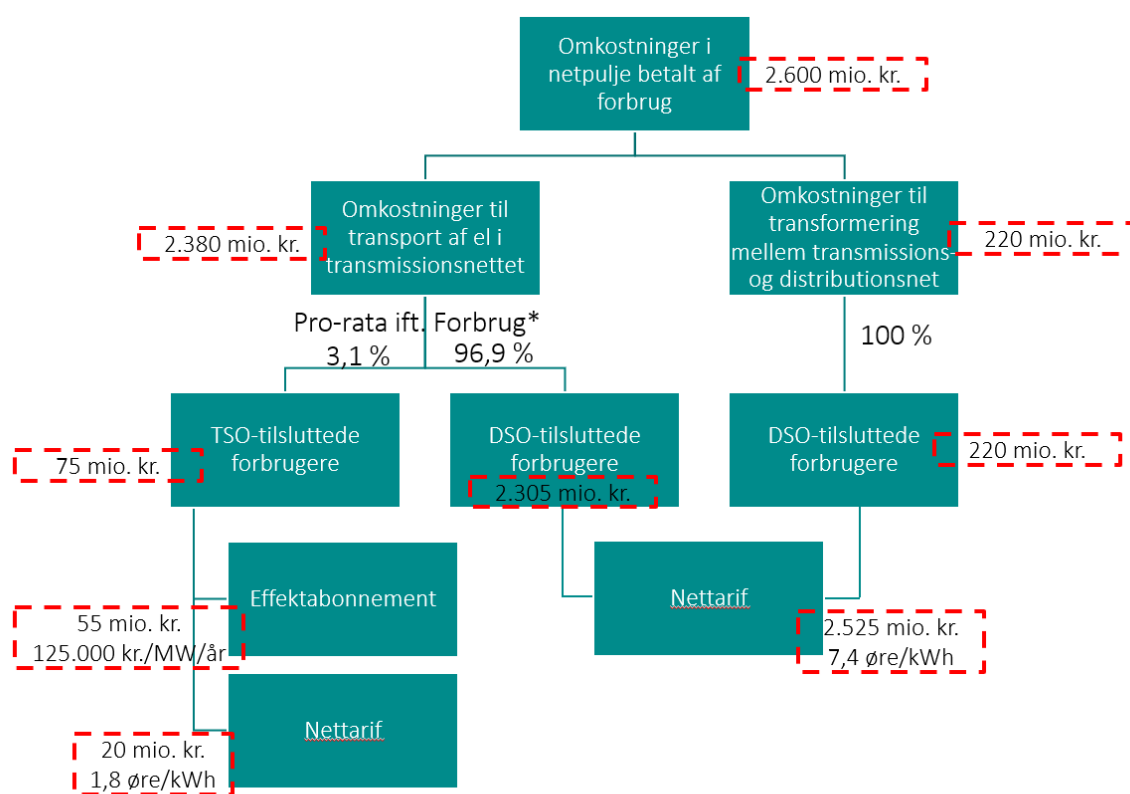 Omkostninger i
netpulje betalt af
forbrug
2.600 mio. kr.
Omkostninger til
transport af el i
transmissionsnettet
2.380 mio. kr.
Omkostninger til
transformering
mellem transmissions-
og distributionsnet
220 mio. kr.
Pro-rata ift. Forbrug*
3,1 %
96,9 %
100 %
TSO-tilsluttede
forbrugere
75 mio. kr.
DSO-tilsluttede
forbrugere
2.305 mio. kr.
DSO-tilsluttede
forbrugere
220 mio. kr.
Effektabonnement
55 mio. kr.
125.000 kr./MW/år
Nettarif
2.525 mio. kr.
7,4 øre/kWh
Nettarif
20 mio. kr.
1,8 øre/kWh